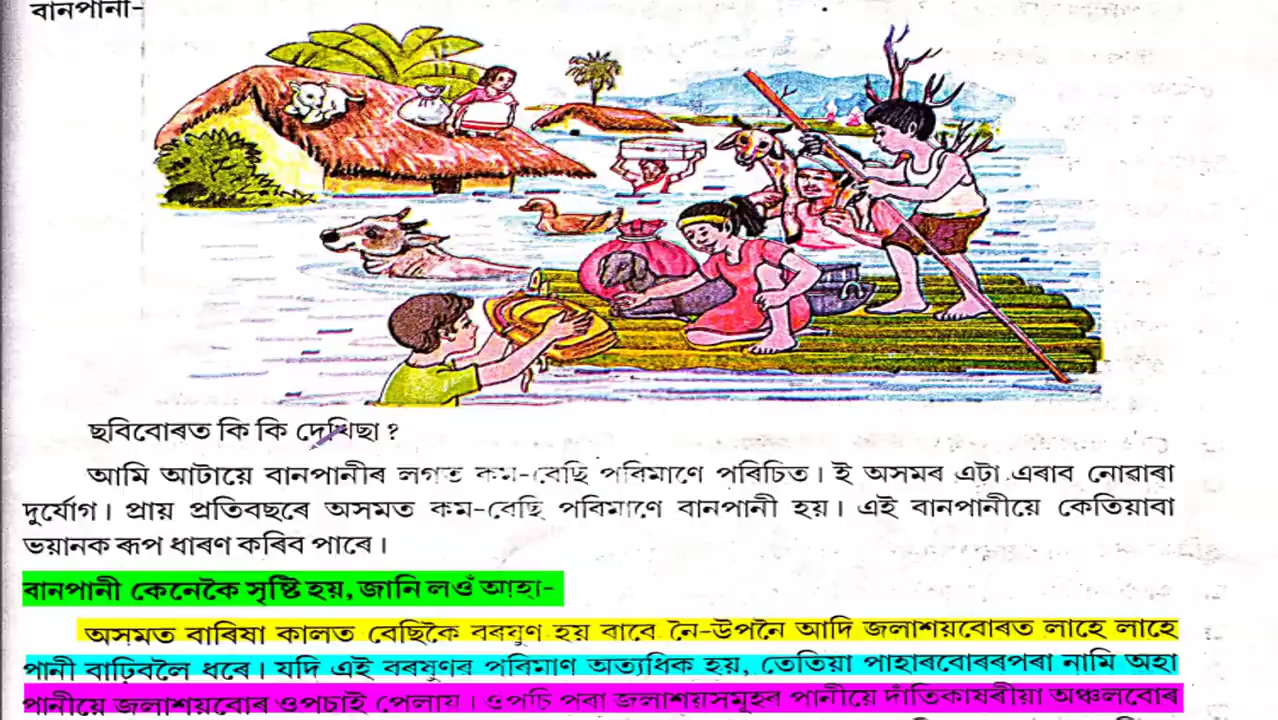 বানপানী-
ছবিবোৰত কি কি দেখিছা ?
আমি আটায়ে বানপানীৰ লগত কম-বেছি পৰিমাণে পৰিচিত। ই অসমৰ এটা এৰাব নোৱাৰা
দুৰ্যোগ। প্ৰায় প্ৰতিবছৰে অসমত কম-বেছি পৰিমাণে বানপানী হয়। এই বানপানীয়ে কেতিয়াবা
ভয়ানক ৰূপ ধাৰণ কৰিব পাৰে।
বানপানী কেনেকৈ সৃষ্টি হয়, জানি লওঁ আহা-
অসমত বাৰিষা কালত বেছিকৈ বৰষুণ হয় বাবে নৈ-উপনৈ আদি জলাশয়বোৰত লাহে লাহে
পানী বাঢ়িবলৈ ধৰে। যদি এই বৰষুণৰ পৰিমাণ অত্যধিক হয়, তেতিয়া পাহাৰবোৰৰপৰা নামি অহা
পানীয়ে জলাশয়বোৰ ওপচাই পেলায়। ওপচি পৰা জলাশয়সমূহৰ পানীয়ে দাঁতিকাষৰীয়া অঞ্চলবোৰ